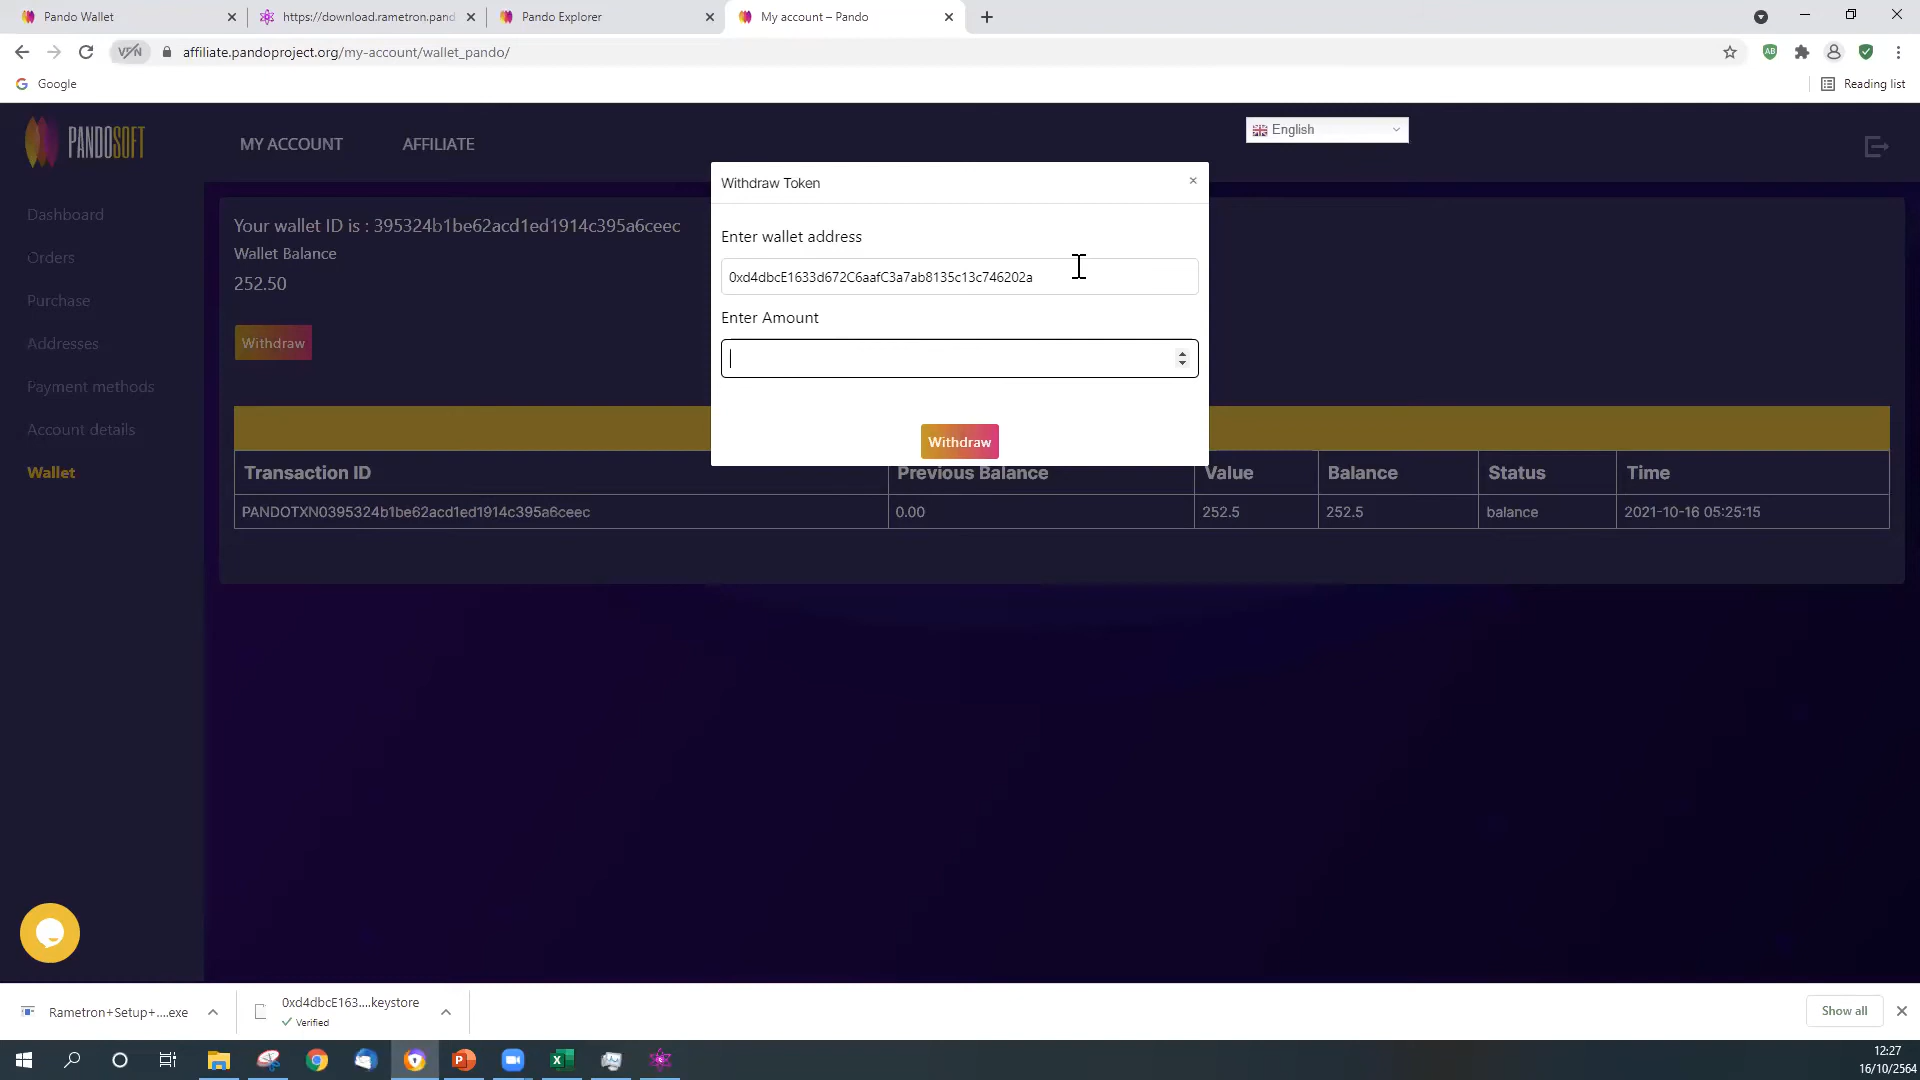 Pando Wallet
https://download.rametron.pand
Pando Explorer
My account – Pando
VPN
affiliate.pandoproject.org/my-account/wallet_pando/
Google
Reading list
PANDOSOFT
MY ACCOUNT
AFFILIATE
English
Dashboard
Orders
Purchase
Addresses
Payment methods
Account details
Wallet
Your wallet ID is : 395324b1be62acd1ed1914c395a6ceec
Wallet Balance
252.50
Withdraw
Withdraw Token
×
Enter wallet address
0xd4dbcE1633d672C6aafC3a7ab8135c13c746202a
Enter Amount
Withdraw
Transaction ID
Previous Balance
Value
Balance
Status
Time
PANDOTXN0395324b1be62acd1ed1914c395a6ceec
0.00
252.5
252.5
balance
2021-10-16 05:25:15
Rametron+Setup+....exe
0xd4dbcE163....keystore
Verified
Show all
12:27
16/10/2564